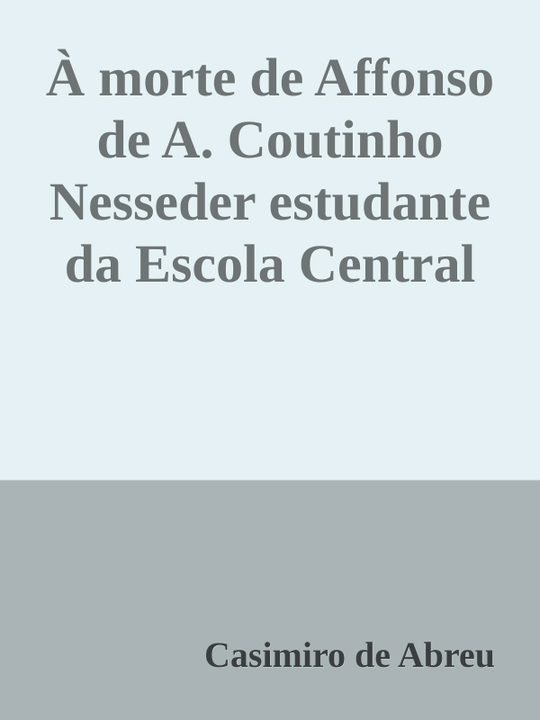 À morte de Affonso
de A. Coutinho
Nesseder estudante
da Escola Central
Casimiro de Abreu